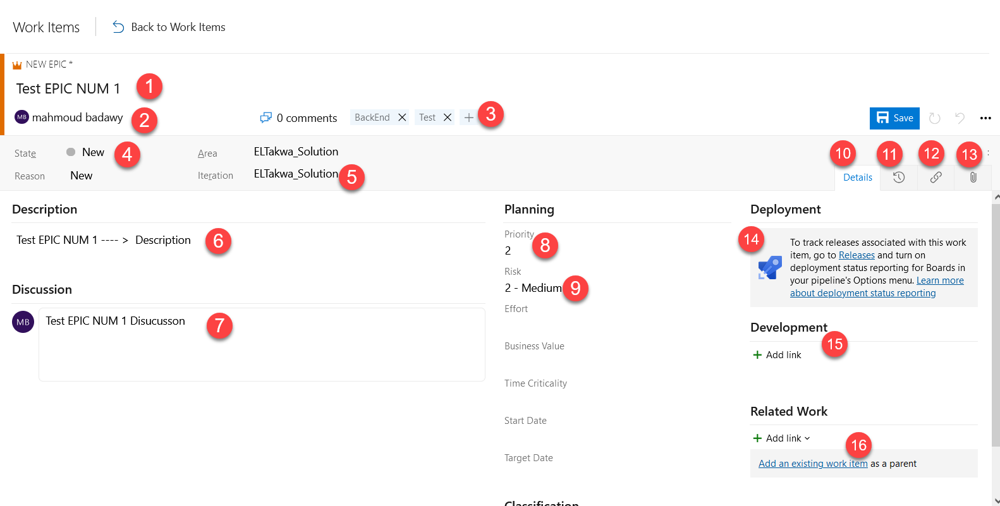 Work Items
Back to Work Items
NEW EPIC *
Test EPIC NUM 1
1
MB mahmoud badawy
2
0 comments
BackEnd
Test
3
Save
State
New
4
Reason
New
Area
ELTakwa_Solution
Iteration
ELTakwa_Solution
5
10
11
12
13
Details
Description
Test EPIC NUM 1 ---- > Description
6
Discussion
MB
Test EPIC NUM 1 Disucusson
7
Planning
Priority
2
8
Risk
2 - Medium
9
Effort
Business Value
Time Criticality
Start Date
Target Date
Classification
Deployment
14
To track releases associated with this work
item, go to Releases and turn on
deployment status reporting for Boards in
your pipeline's Options menu. Learn more
about deployment status reporting
Development
15
Add link
Related Work
Add link
16
Add an existing work item as a parent